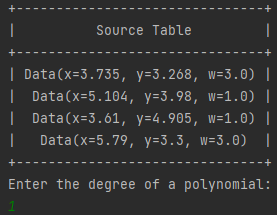 +------------------------------+
|         Source Table         |
+------------------------------+
| Data(x=3.735, y=3.268, w=3.0) |
|  Data(x=5.104, y=3.98, w=1.0) |
|  Data(x=3.61, y=4.905, w=1.0) |
|   Data(x=5.79, y=3.3, w=3.0)  |
+------------------------------+
Enter the degree of a polynomial:
1